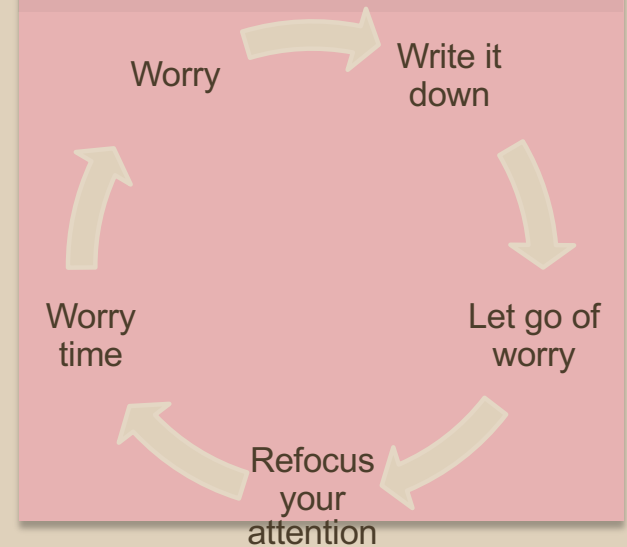 Worry
Write it
down
Let go of
worry
Refocus
your
attention
Worry
time